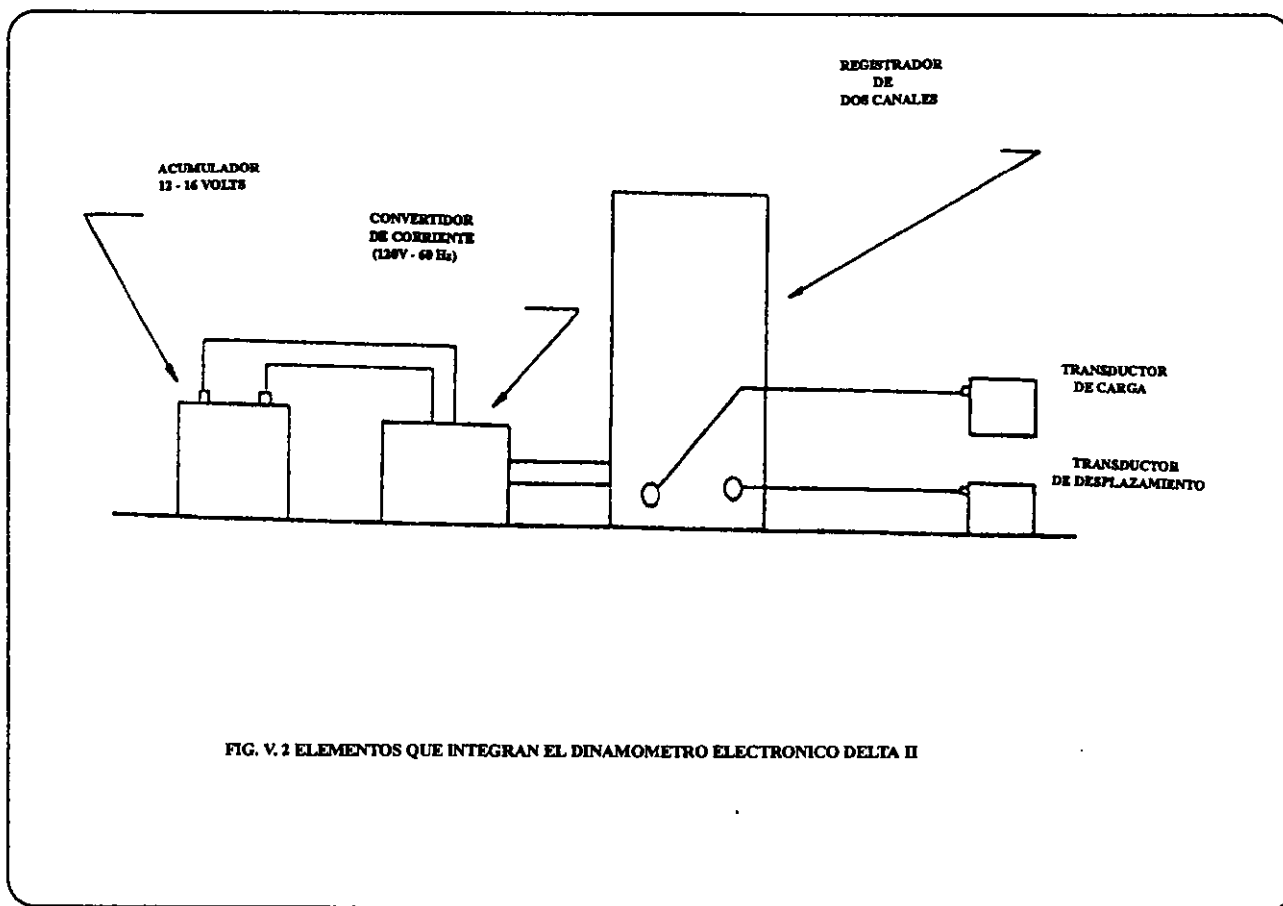 REGISTRADOR
DE
DOS CANALES
ACUMULADOR
12 - 16 VOLTS
CONVERTIDOR
DE CORRIENTE
(120V - 60 Hz)
TRANSDUCTOR
DE CARGA
TRANSDUCTOR
DE DESPLAZAMIENTO
FIG. V. 2 ELEMENTOS QUE INTEGRAN EL DINAMOMETRO ELECTRONICO DELTA II